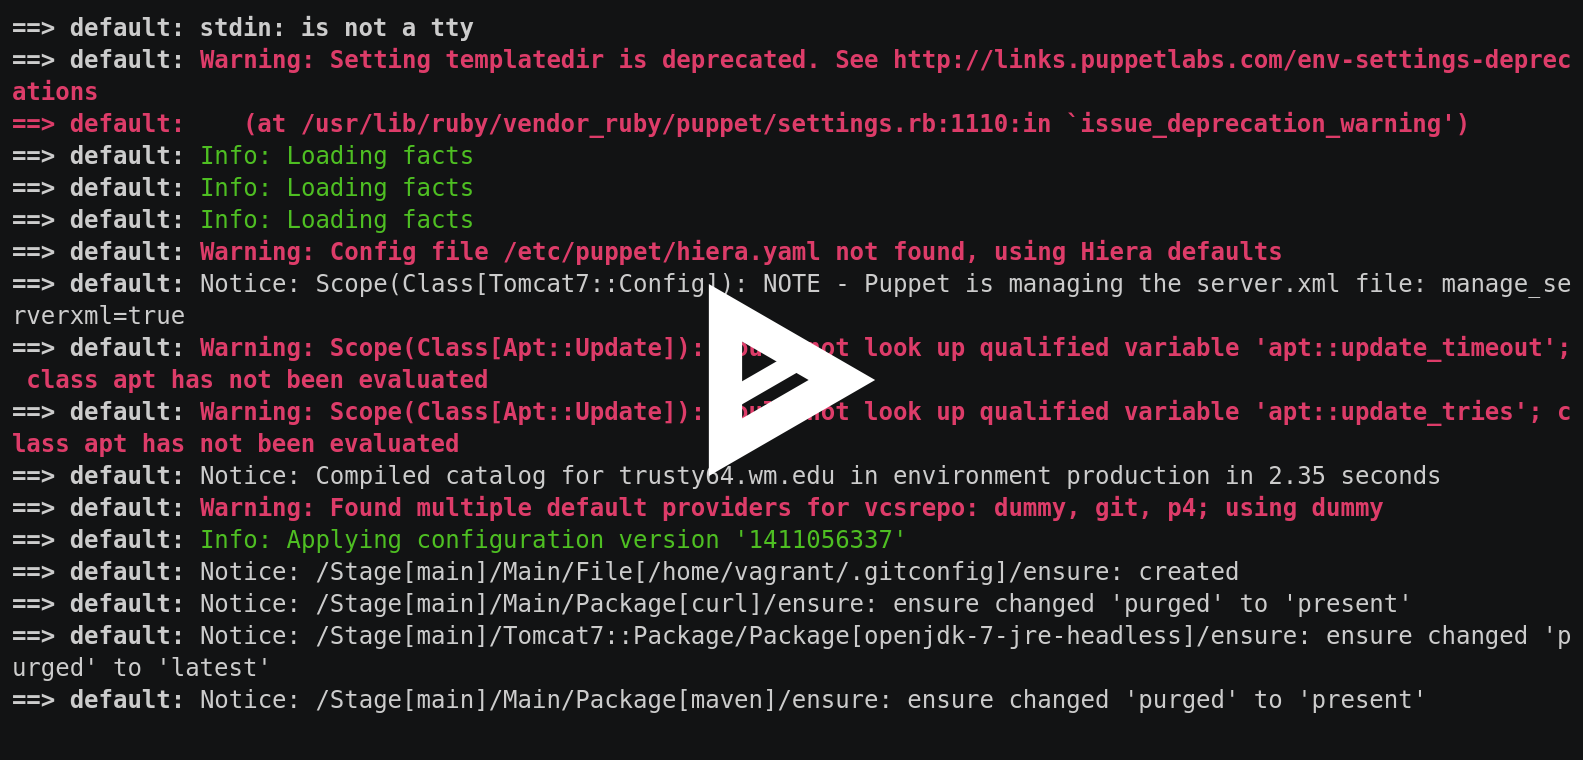 ==> default: stdin: is not a tty
==> default: Warning: Setting templatedir is deprecated. See http://links.puppetlabs.com/env-settings-deprec
ations
==> default:    (at /usr/lib/ruby/vendor_ruby/puppet/settings.rb:1110:in `issue_deprecation_warning')
==> default: Info: Loading facts
==> default: Info: Loading facts
==> default: Info: Loading facts
==> default: Warning: Config file /etc/puppet/hiera.yaml not found, using Hiera defaults
==> default: Notice: Scope(Class[Tomcat7::Config]): NOTE - Puppet is managing the server.xml file: manage_se
rverxml=true
==> default: Warning: Scope(Class[Apt::Update]): Could not look up qualified variable 'apt::update_timeout';
 class apt has not been evaluated
==> default: Warning: Scope(Class[Apt::Update]): Could not look up qualified variable 'apt::update_tries'; c
lass apt has not been evaluated
==> default: Notice: Compiled catalog for trusty64.wm.edu in environment production in 2.35 seconds
==> default: Warning: Found multiple default providers for vcsrepo: dummy, git, p4; using dummy
==> default: Info: Applying configuration version '1411056337'
==> default: Notice: /Stage[main]/Main/File[/home/vagrant/.gitconfig]/ensure: created
==> default: Notice: /Stage[main]/Main/Package[curl]/ensure: ensure changed 'purged' to 'present'
==> default: Notice: /Stage[main]/Tomcat7::Package/Package[openjdk-7-jre-headless]/ensure: ensure changed 'p
urged' to 'latest'
==> default: Notice: /Stage[main]/Main/Package[maven]/ensure: ensure changed 'purged' to 'present'